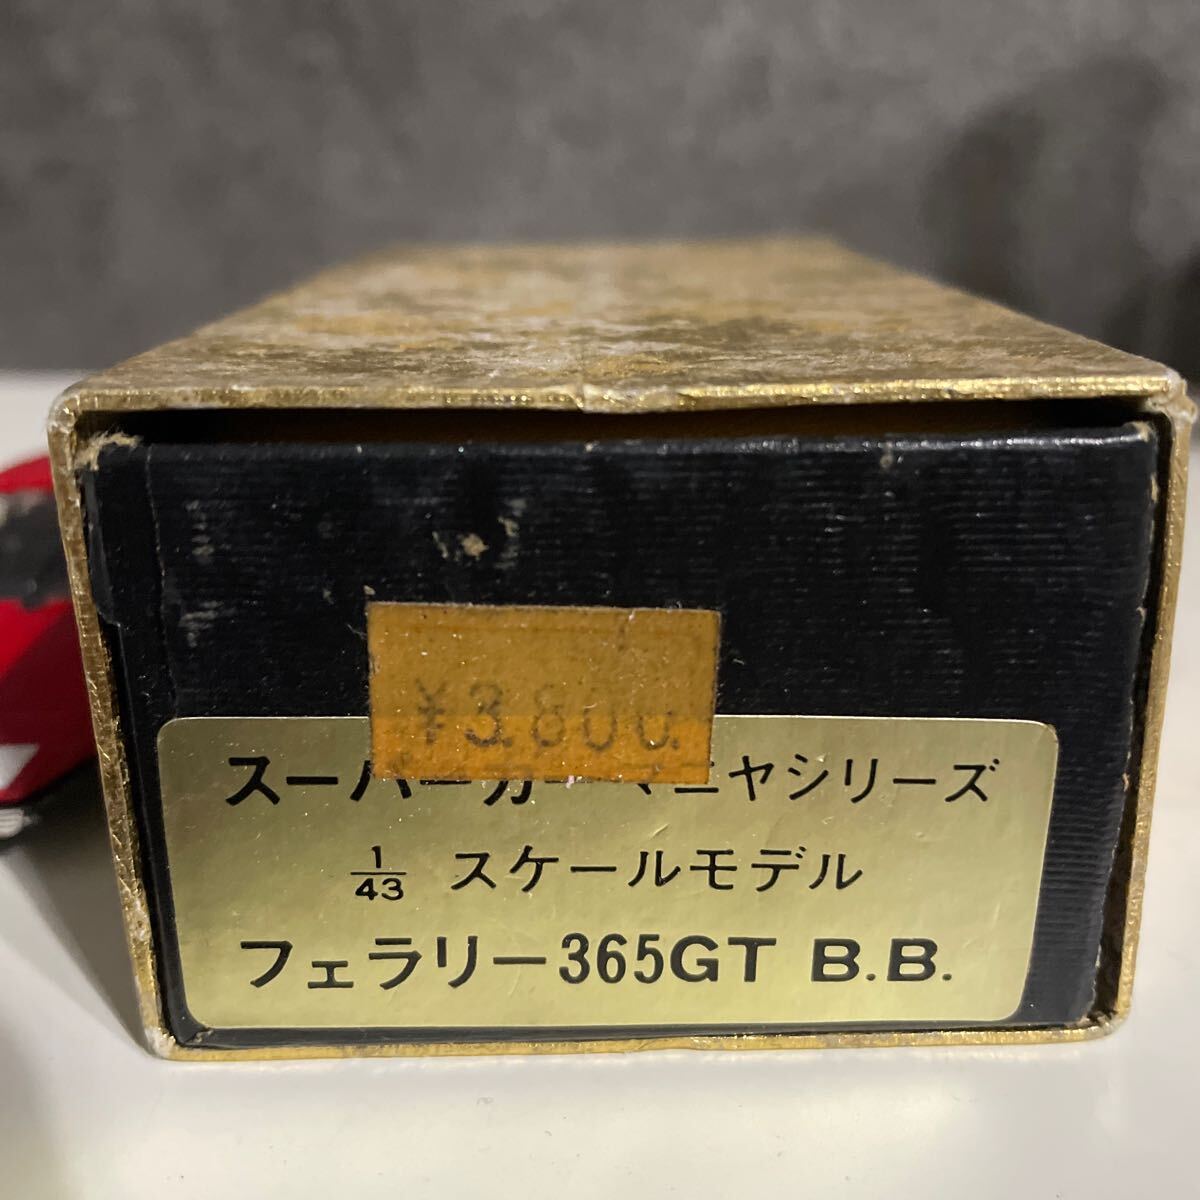 ¥3,800.
スーパーカーマニヤシリーズ
1/43 スケールモデル
フェラリー365GT B.B.